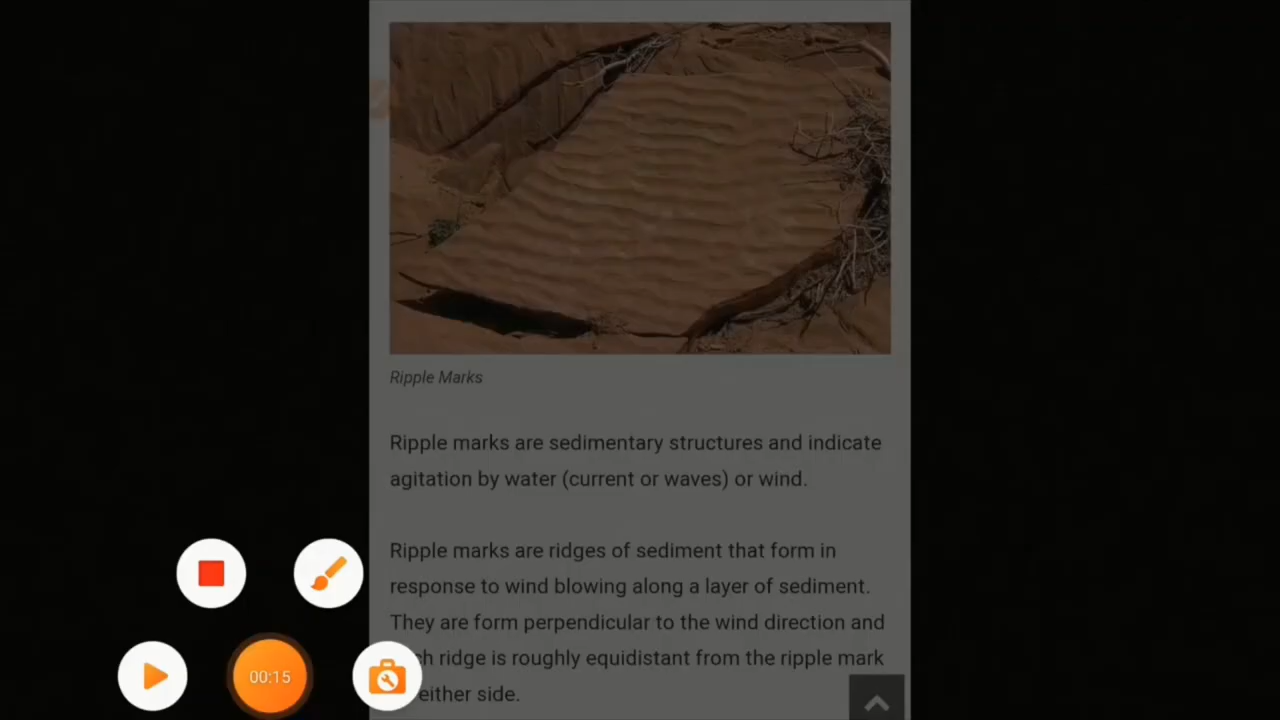 Ripple Marks
Ripple marks are sedimentary structures and indicate
agitation by water (current or waves) or wind.
Ripple marks are ridges of sediment that form in
response to wind blowing along a layer of sediment.
They are form perpendicular to the wind direction and
ridge is roughly equidistant from the ripple mark
either side.
00:15